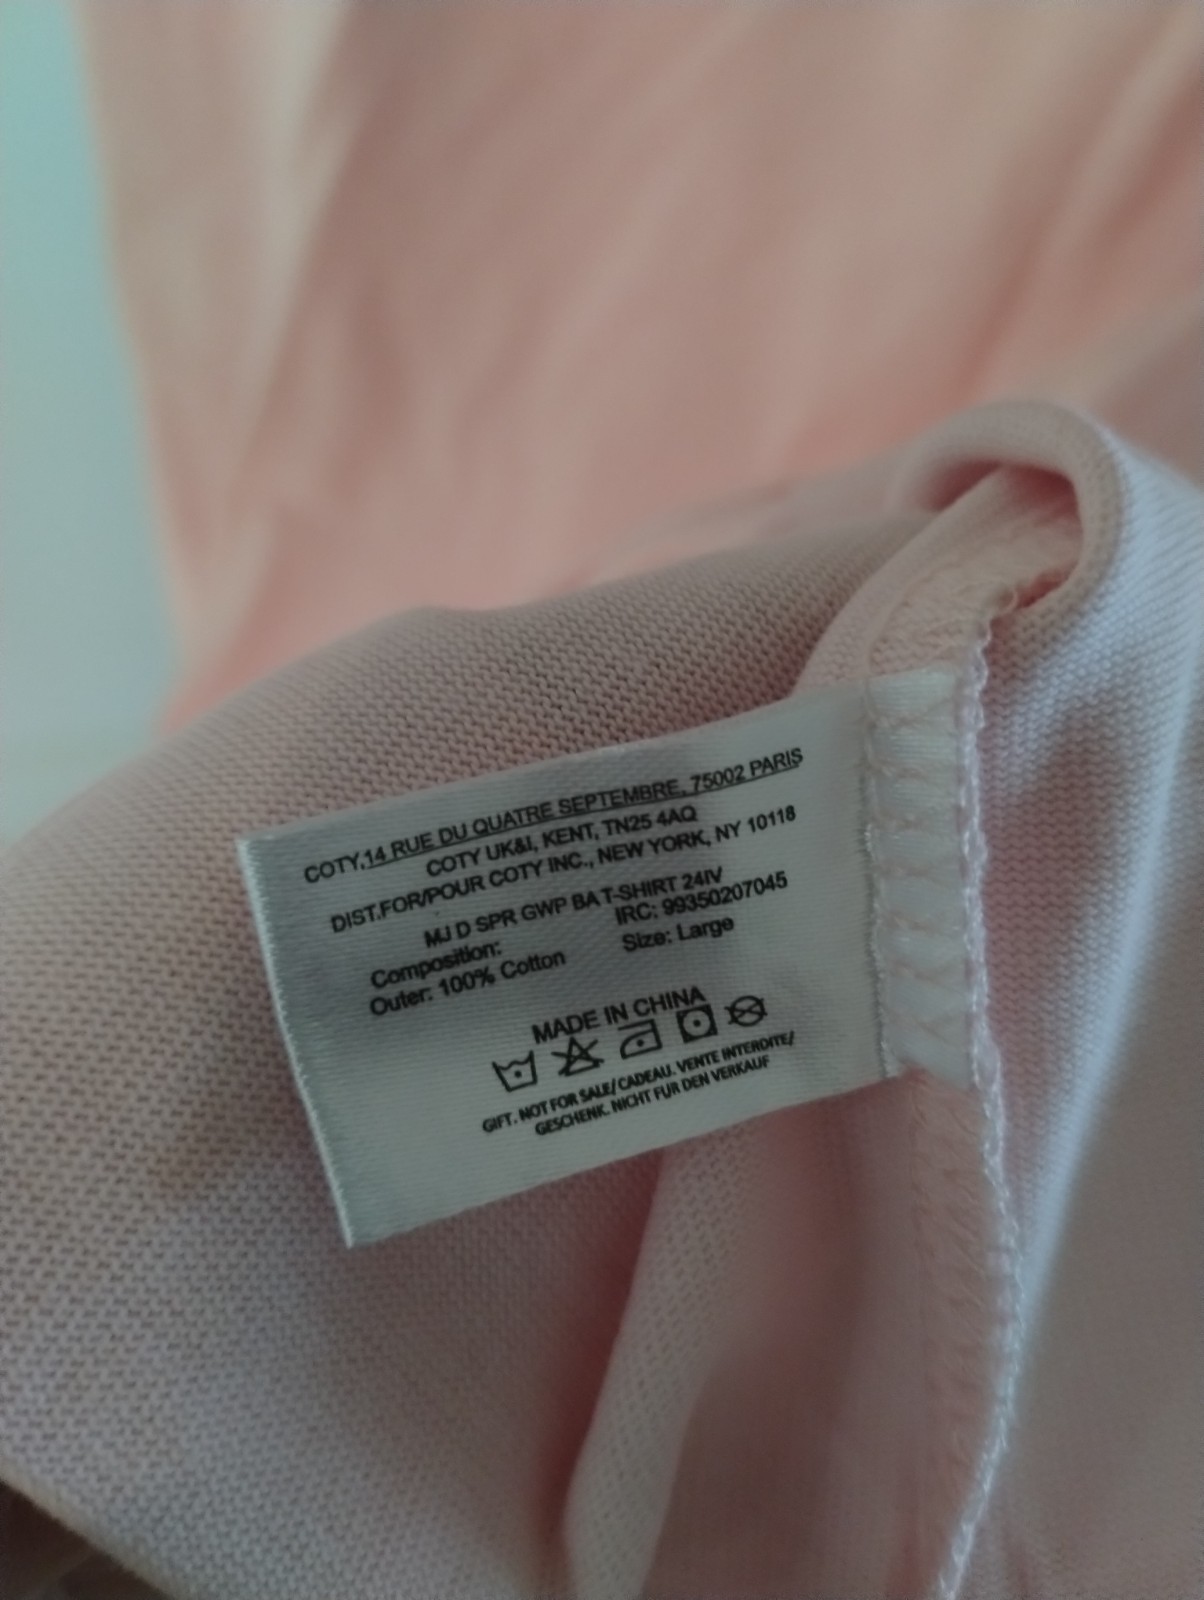 COTY,14 RUE DU QUATRE SEPTEMBRE, 75002 PARIS
COTY UK&I, KENT, TN25 4AQ
DIST.FOR/POUR COTY INC., NEW YORK, NY 10118
MJ D SPR GWP BA T-SHIRT 24IV
Composition: IRC: 99350207045
Outer: 100% Cotton Size: Large
MADE IN CHINA
GIFT. NOT FOR SALE/ CADEAU. VENTE INTERDITE/
GESCHENK. NICHT FUR DEN VERKAUF